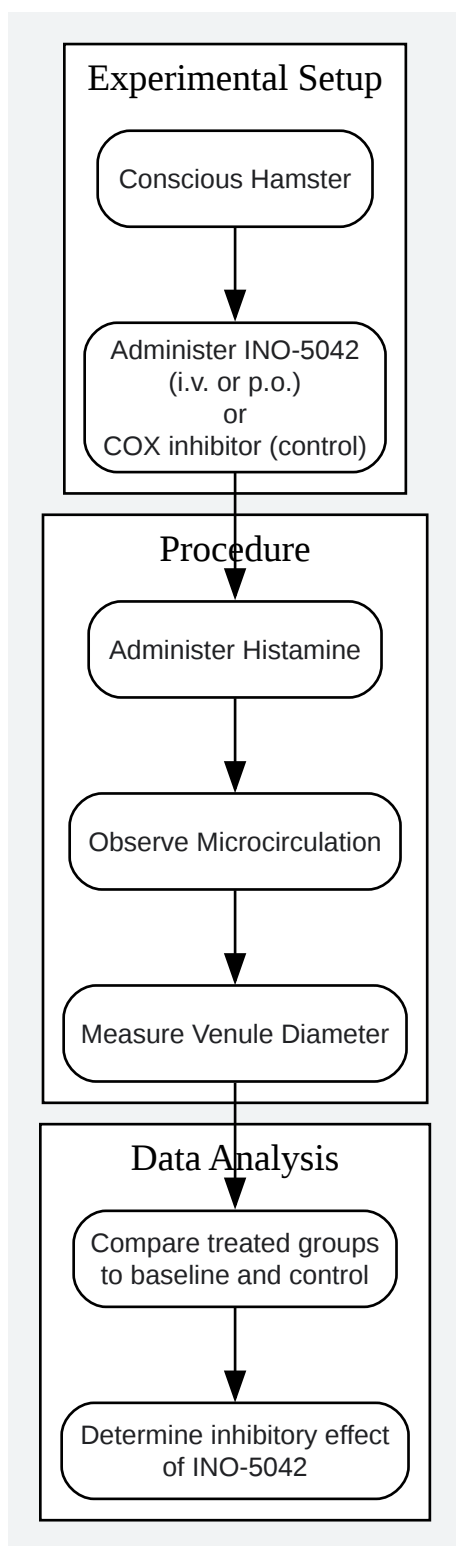 Experimental Setup
Conscious Hamster
Administer INO-5042
(i.v. or p.o.)
or
COX inhibitor (control)
Procedure
Administer Histamine
Observe Microcirculation
Measure Venule Diameter
Data Analysis
Compare treated groups
to baseline and control
Determine inhibitory effect
of INO-5042